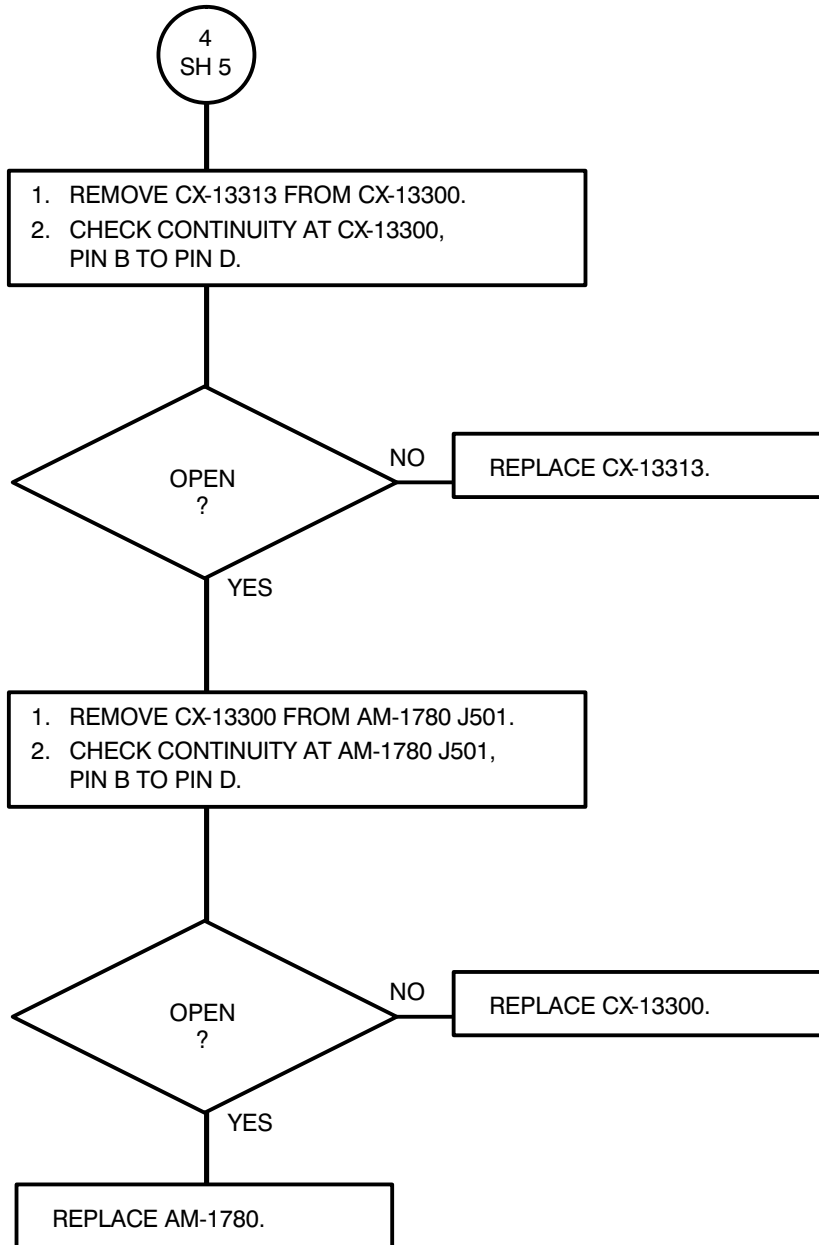 4
SH 5
1. REMOVE CX-13313 FROM CX-13300.
2. CHECK CONTINUITY AT CX-13300,
PIN B TO PIN D.
OPEN
?
NO
REPLACE CX-13313.
YES
1. REMOVE CX-13300 FROM AM-1780 J501.
2. CHECK CONTINUITY AT AM-1780 J501,
PIN B TO PIN D.
OPEN
?
NO
REPLACE CX-13300.
YES
REPLACE AM-1780.